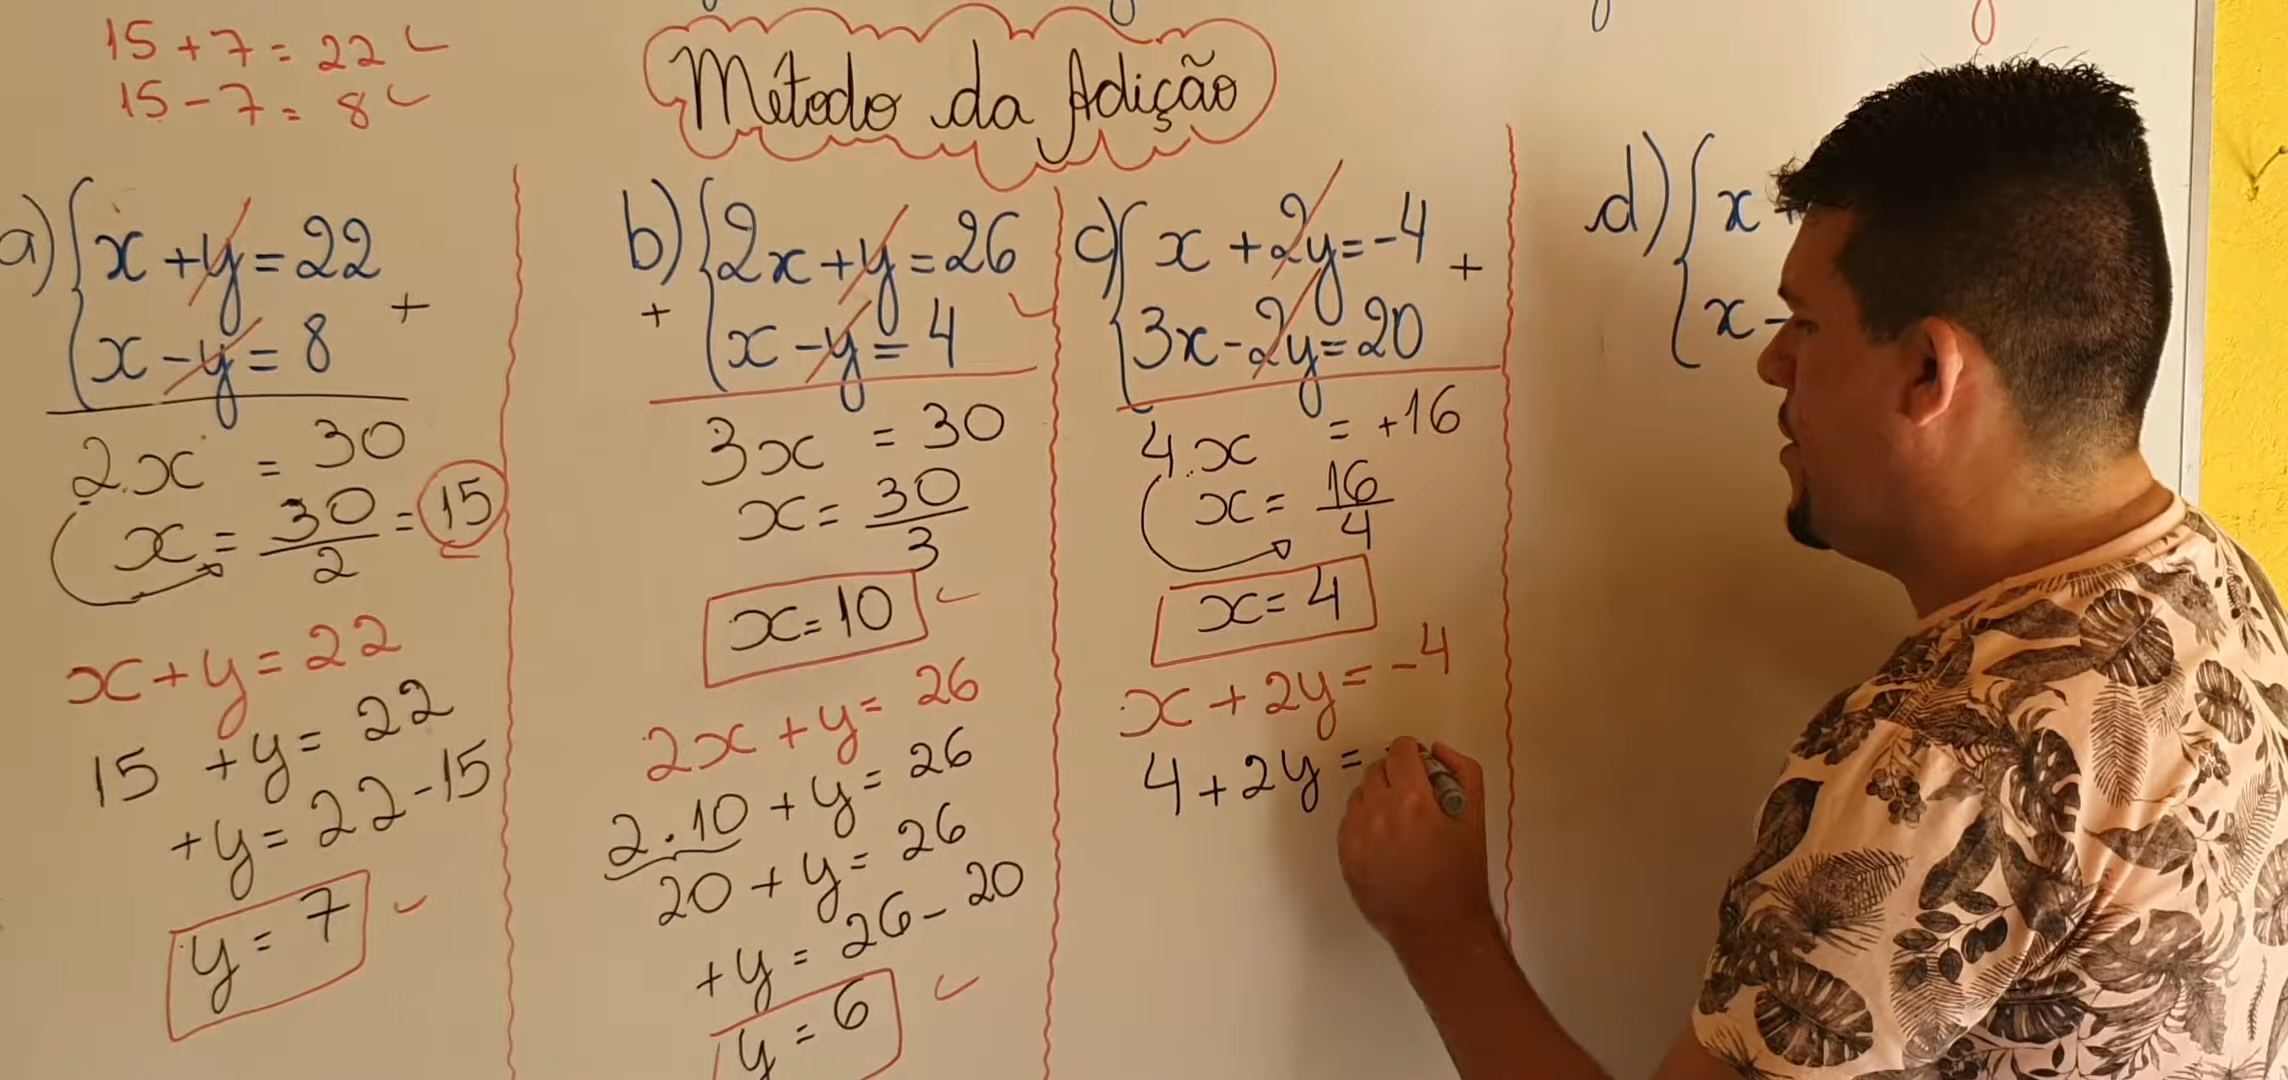 15 + 7 = 22
15 - 7 = 8
Método da Adição
a) { x + y = 22
x - y = 8 +
2.x = 30
x = 30/2 = 15
x + y = 22
15 + y = 22
+y = 22 - 15
y = 7
b) { 2x + y = 26
+ x - y = 4
3x = 30
x = 30/3
x = 10
2x + y = 26
2.10 + y = 26
20 + y = 26
+y = 26 - 20
y = 6
c) { x + 2y = -4 +
3x - 2y = 20
4.x = +16
x = 16/4
x = 4
x + 2y = -4
4 + 2y =
d) { x +
x -